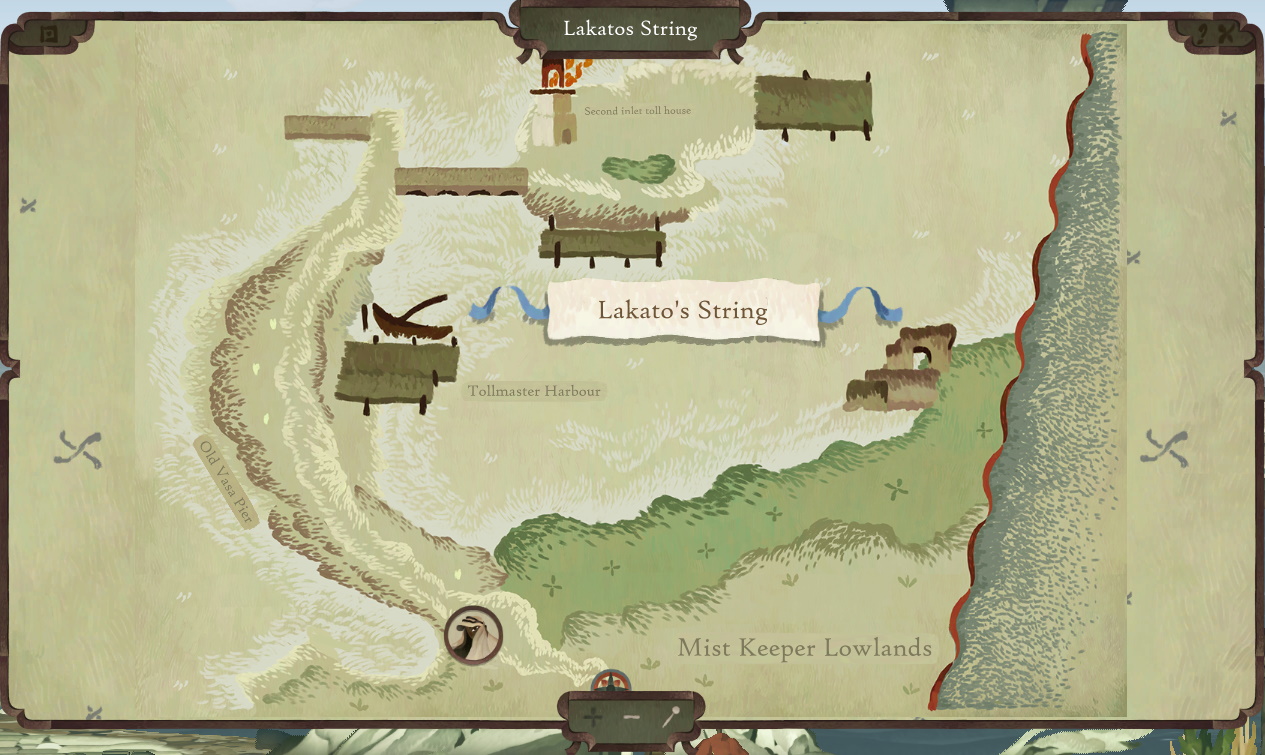 Lakatos String
Second inlet toll house
Lakato's String
Tollmaster Harbour
Old Vasa Pier
Mist Keeper Lowlands